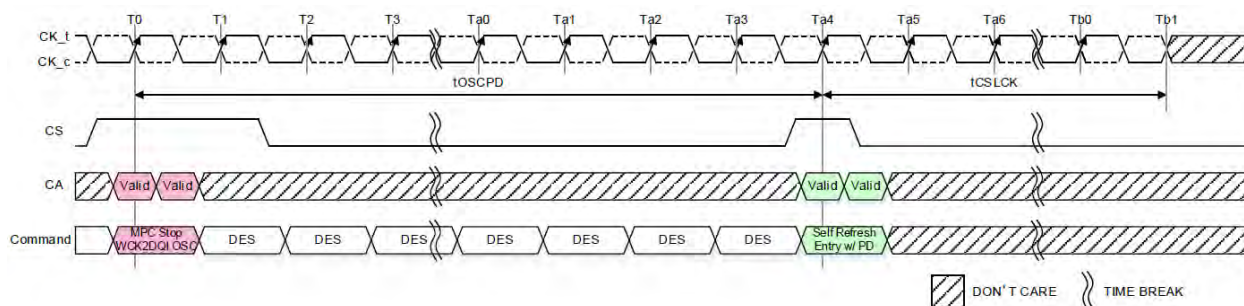 T0 T1 T2 T3 Ta0 Ta1 Ta2 Ta3 Ta4 Ta5 Ta6 Tb0 Tb1
CK_t
CK_c
tOSCPD tCSLCK
CS
CA Valid Valid Valid Valid
Command MPC Stop WCK2DQI OSC DES DES DES DES DES DES DES Self Refresh Entry w/ PD
DON'T CARE TIME BREAK